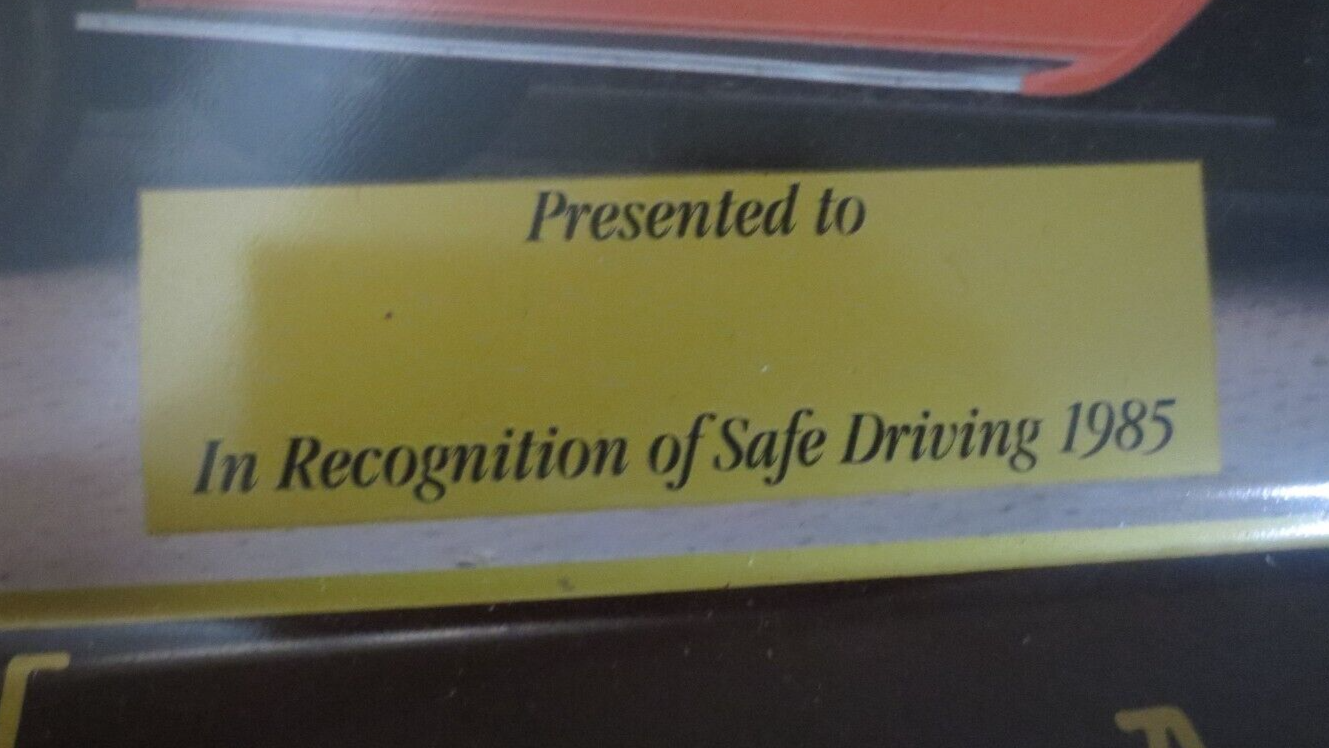 Presented to
In Recognition of Safe Driving 1985